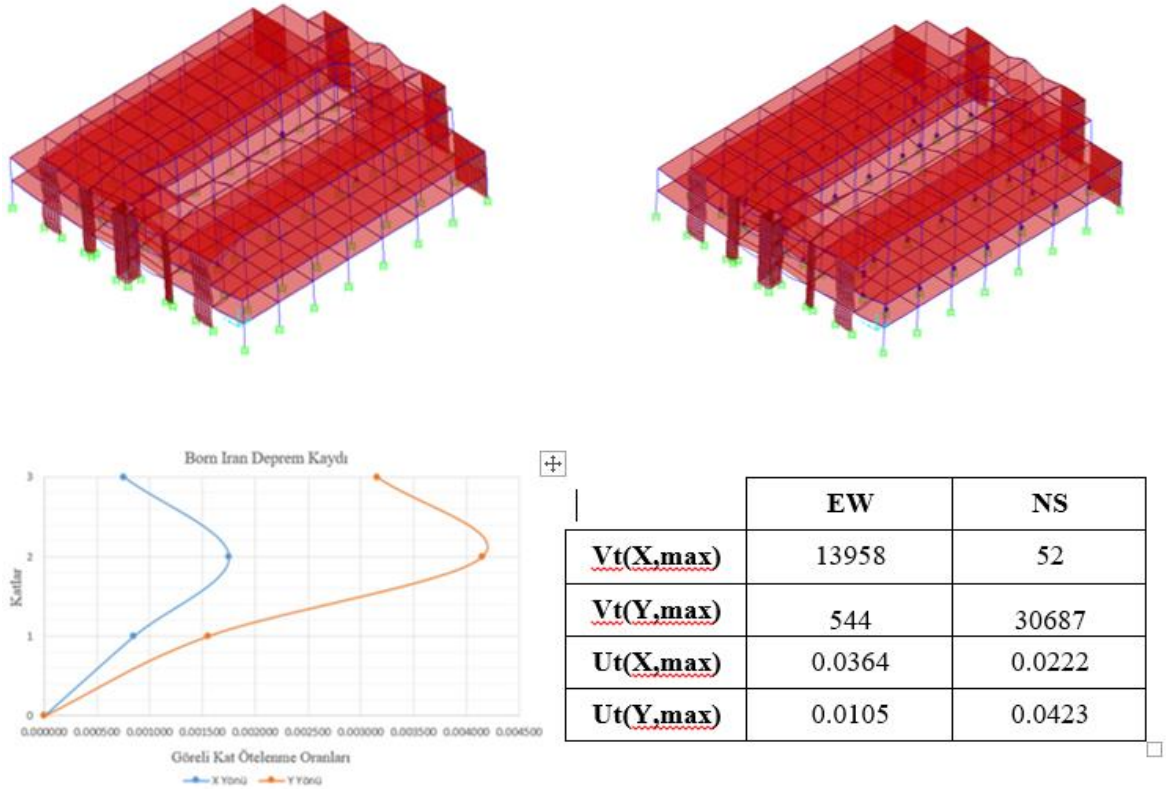 Born Iran Deprem Kaydı
3
2
1
0
Katlar
0.000000 0.000500 0.001000 0.001500 0.002000 0.002500 0.003000 0.003500 0.004000 0.004500
Göreli Kat Ötelenme Oranları
X Yönü Y Yönü
EW NS
Vt(X,max) 13958 52
Vt(Y,max) 544 30687
Ut(X,max) 0.0364 0.0222
Ut(Y,max) 0.0105 0.0423